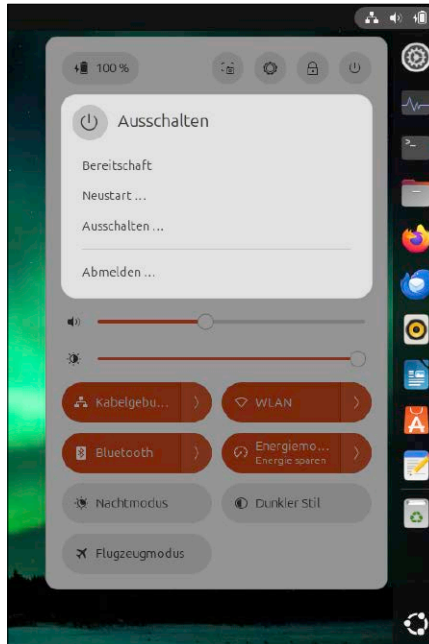 100 %
Ausschalten
Bereitschaft
Neustart ...
Ausschalten ...
Abmelden ...
Kabelgebu...
WLAN
Bluetooth
Energiemo...
Energie sparen
Nachtmodus
Dunkler Stil
Flugzeugmodus